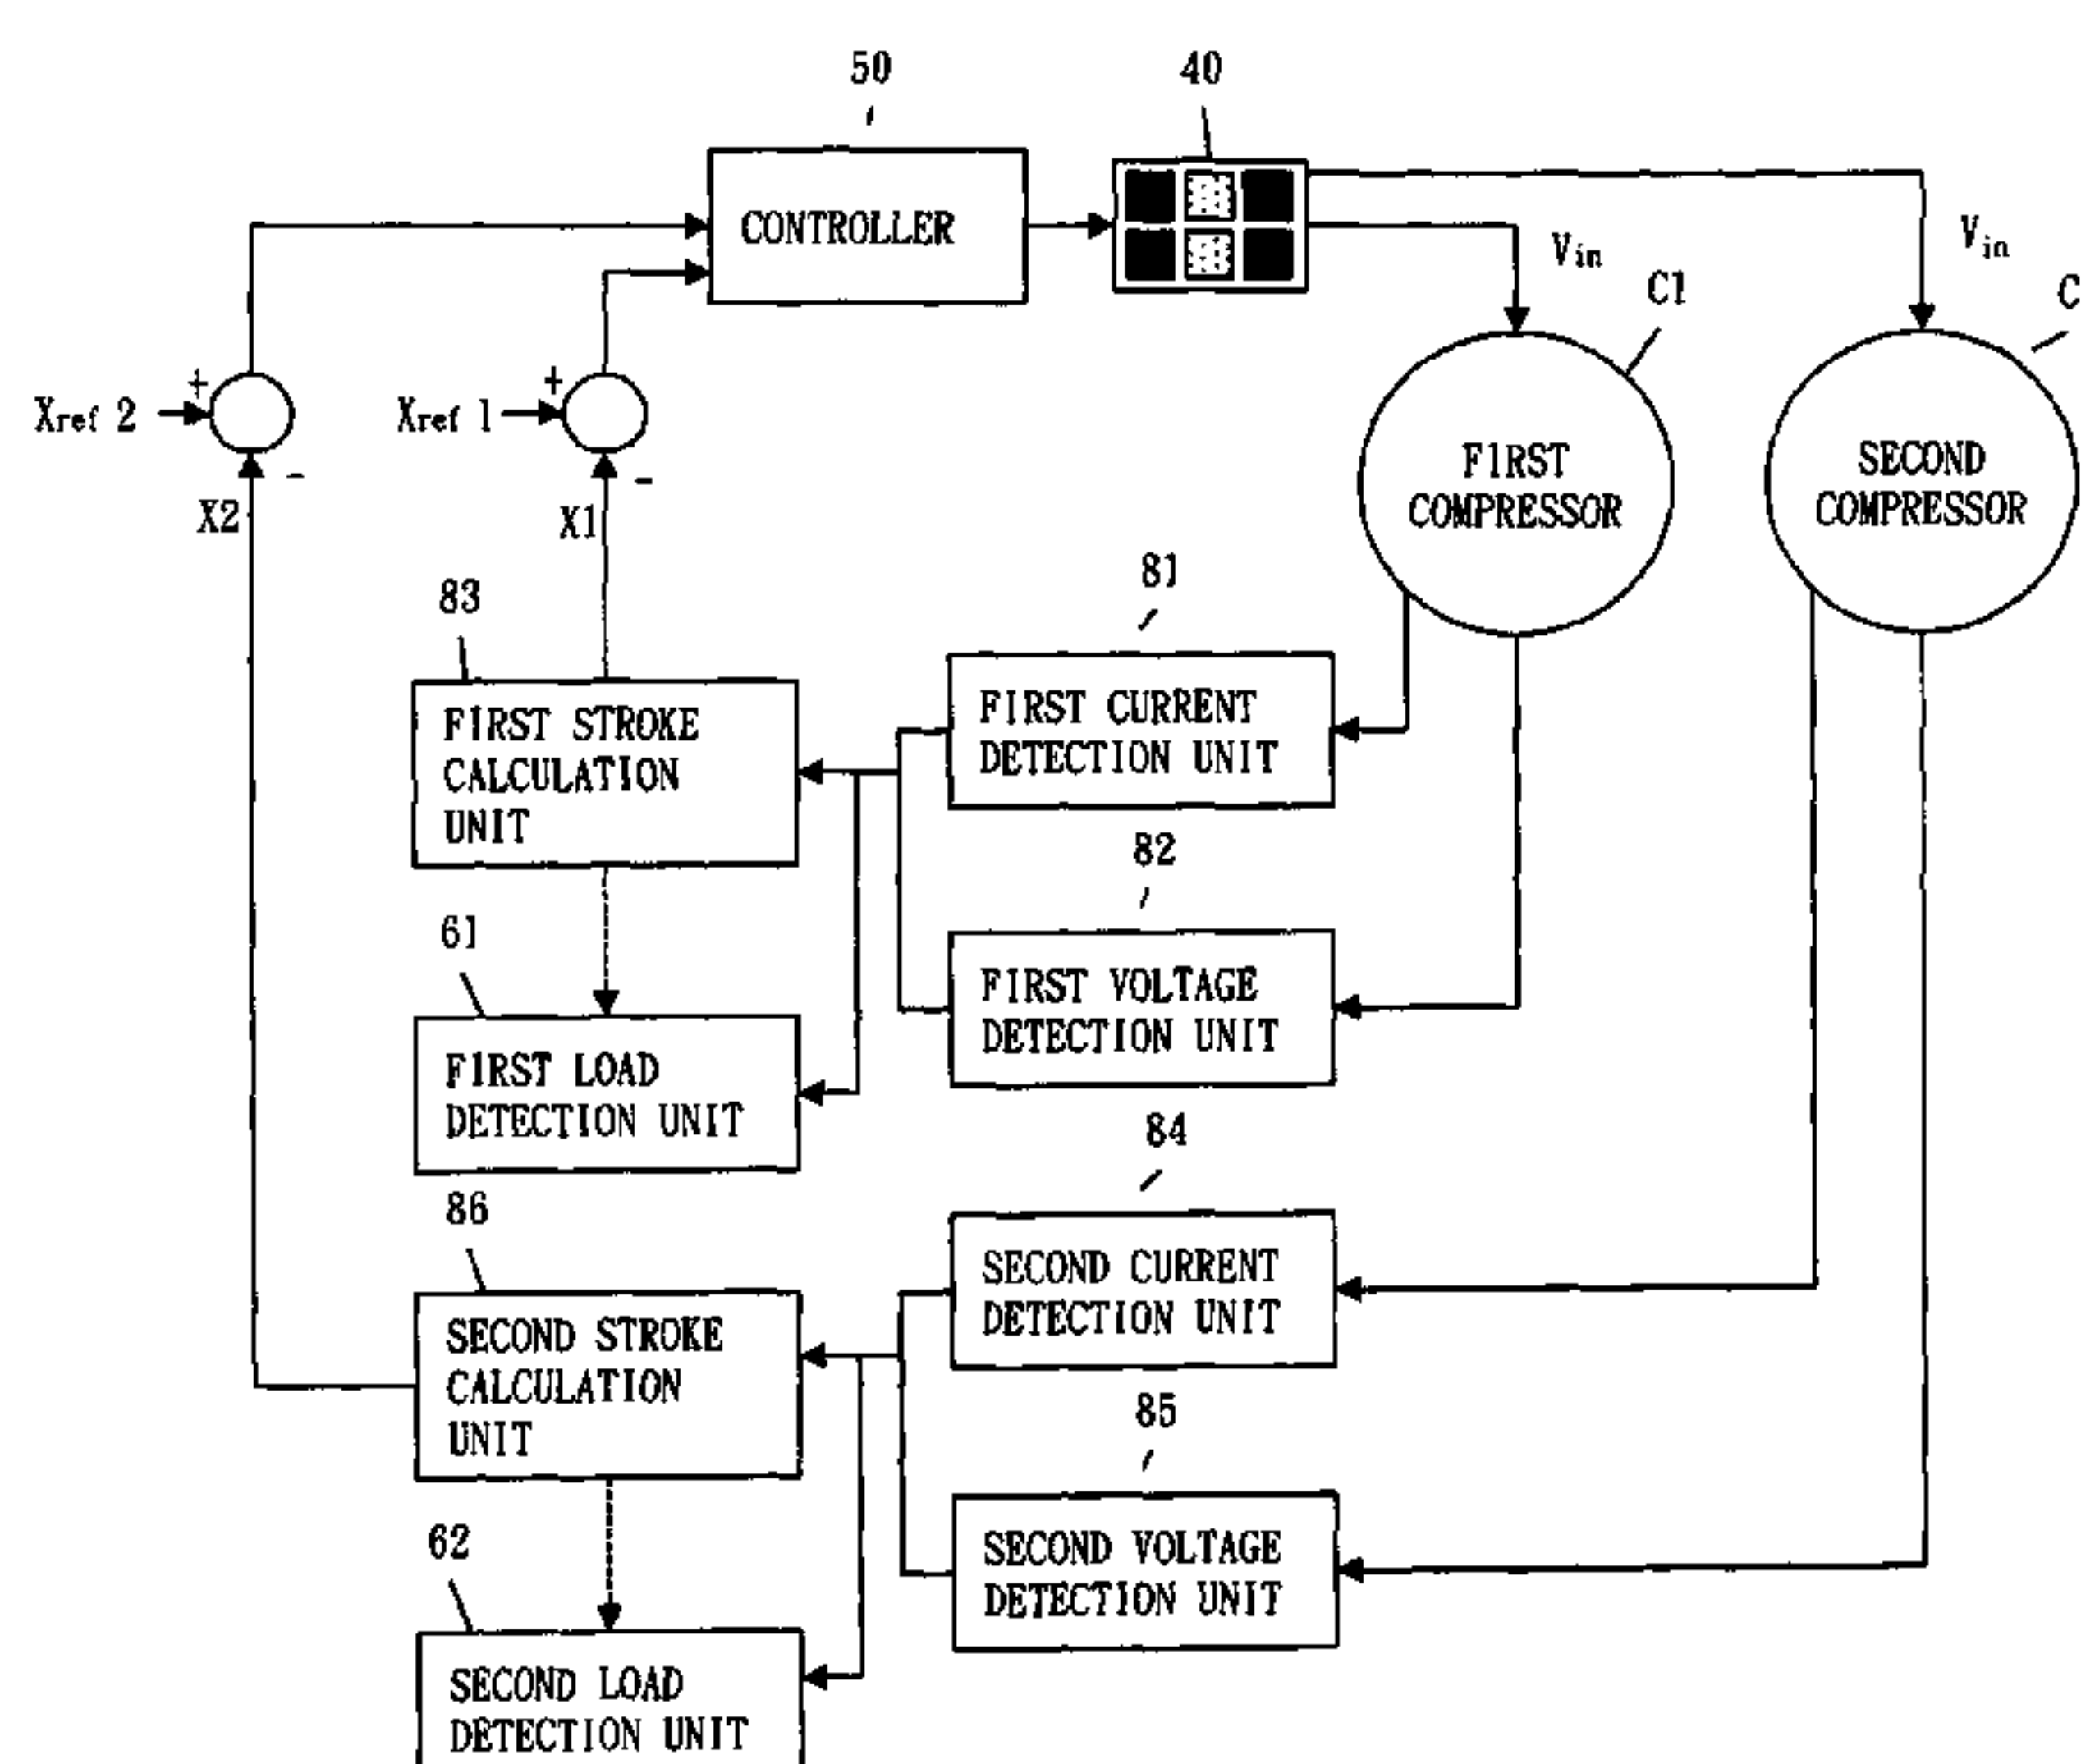 50
40
CONTROLLER
Vin
Vin
C1
C
Xref 2
+
-
Xref 1
+
-
X2
X1
FIRST
COMPRESSOR
SECOND
COMPRESSOR
83
81
FIRST STROKE
CALCULATION
UNIT
FIRST CURRENT
DETECTION UNIT
82
61
FIRST VOLTAGE
DETECTION UNIT
FIRST LOAD
DETECTION UNIT
84
86
SECOND CURRENT
DETECTION UNIT
SECOND STROKE
CALCULATION
UNIT
85
62
SECOND VOLTAGE
DETECTION UNIT
SECOND LOAD
DETECTION UNIT